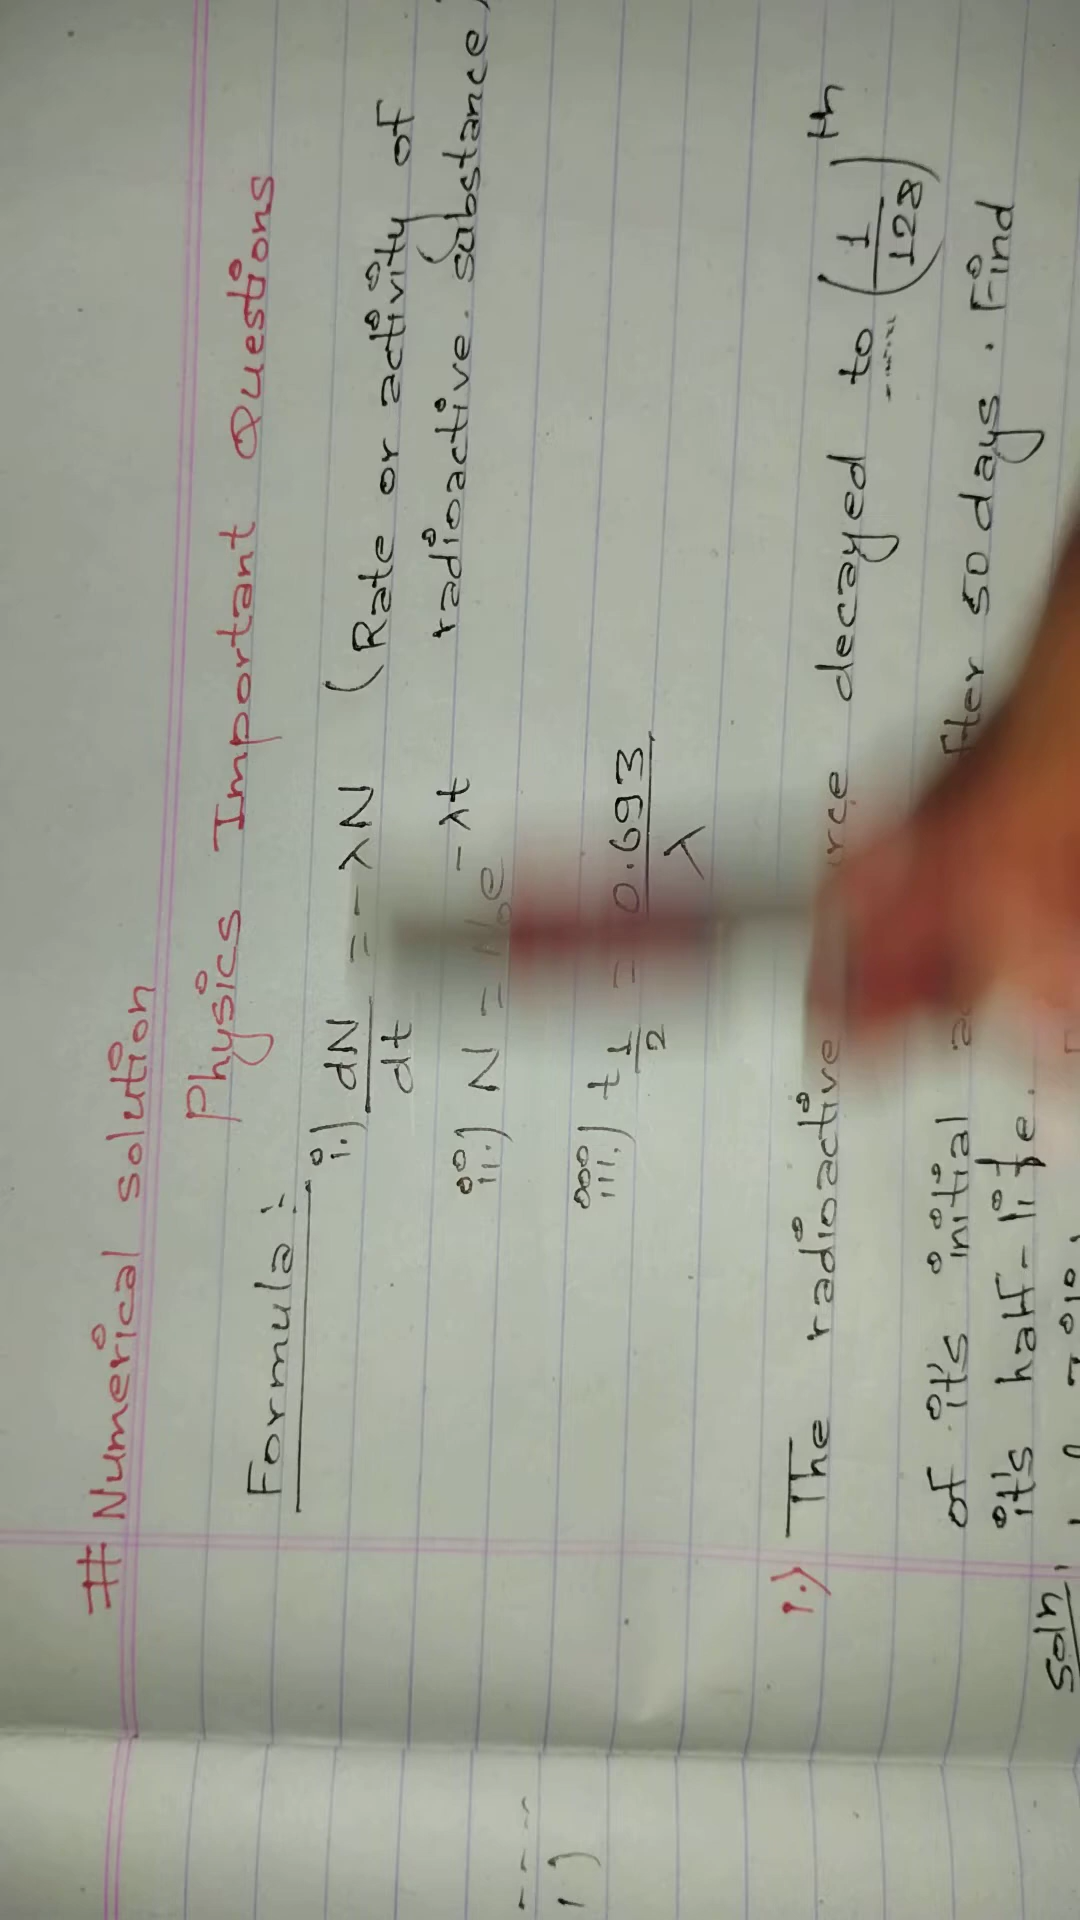 # Numerical solution
Physics Important Questions
Formula :-
i.) dN/dt = -λN (Rate or activity of
radioactive substance)
ii.) N = N₀e^-λt
iii.) t 1/2 = 0.693/λ
1.) The radioactive decayed to (1/128)th
of it's initial after 50 days. Find
it's half-life.
Soln